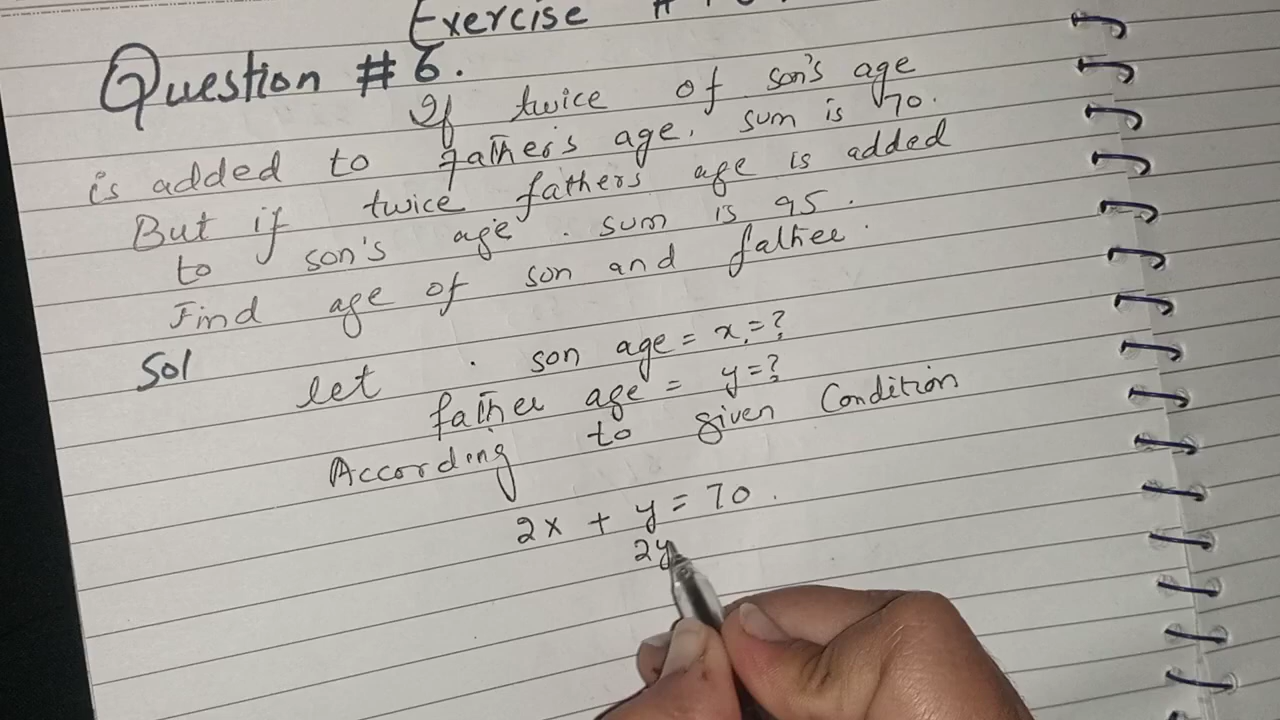 Exercise #
Question # 6.
If twice of son's age
is added to father's age. sum is 70.
But if twice fathers age is added
to son's age. sum is 95.
Find age of son and father.
Sol
let son age = x = ?
father age = y = ?
According to given Condition
2x + y = 70.
2y